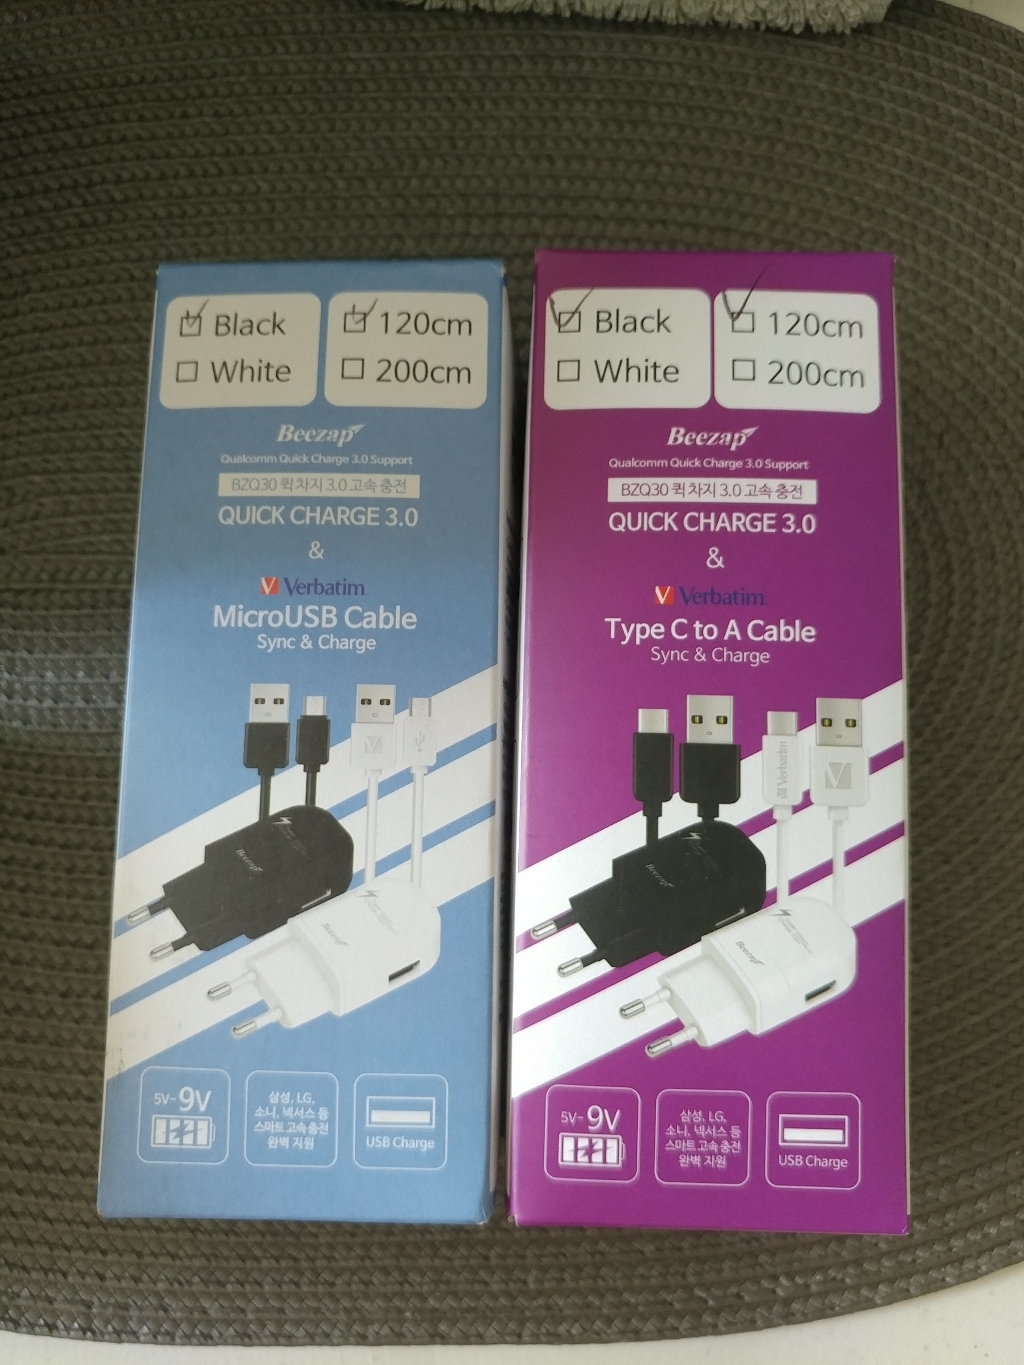 Black
120cm
White
200cm
Beezap
Qualcomm Quick Charge 3.0 Support
BZQ30 퀵 차지 3.0 고속 충전
QUICK CHARGE 3.0
&
Verbatim
MicroUSB Cable
Sync & Charge
Beezap
Beezap
5V-9V
삼성, LG,
소니, 넥서스 등
스마트 고속 충전
완벽 지원
USB Charge
Black
120cm
White
200cm
Beezap
Qualcomm Quick Charge 3.0 Support
BZQ30 퀵 차지 3.0 고속 충전
QUICK CHARGE 3.0
&
Verbatim
Type C to A Cable
Sync & Charge
Verbatim
Beezap
Beezap
5V-9V
삼성, LG,
소니, 넥서스 등
스마트 고속 충전
완벽 지원
USB Charge